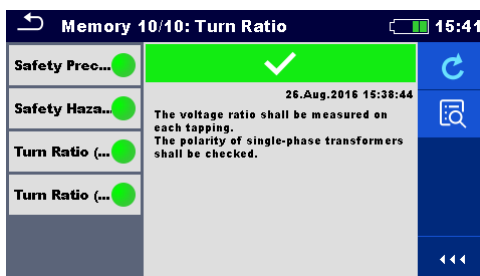 Memory 10/10: Turn Ratio
15:41
Safety Prec...
Safety Haza...
Turn Ratio (...
Turn Ratio (...
26.Aug.2016 15:38:44
The voltage ratio shall be measured on
each tapping.
The polarity of single-phase transformers
shall be checked.